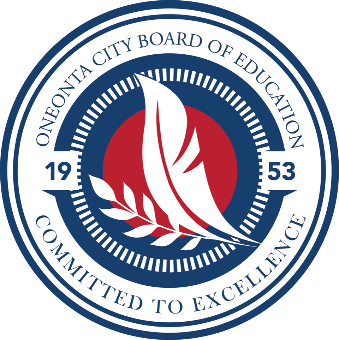 ONEONTA CITY BOARD OF EDUCATION
19 53
COMMITTED TO EXCELLENCE